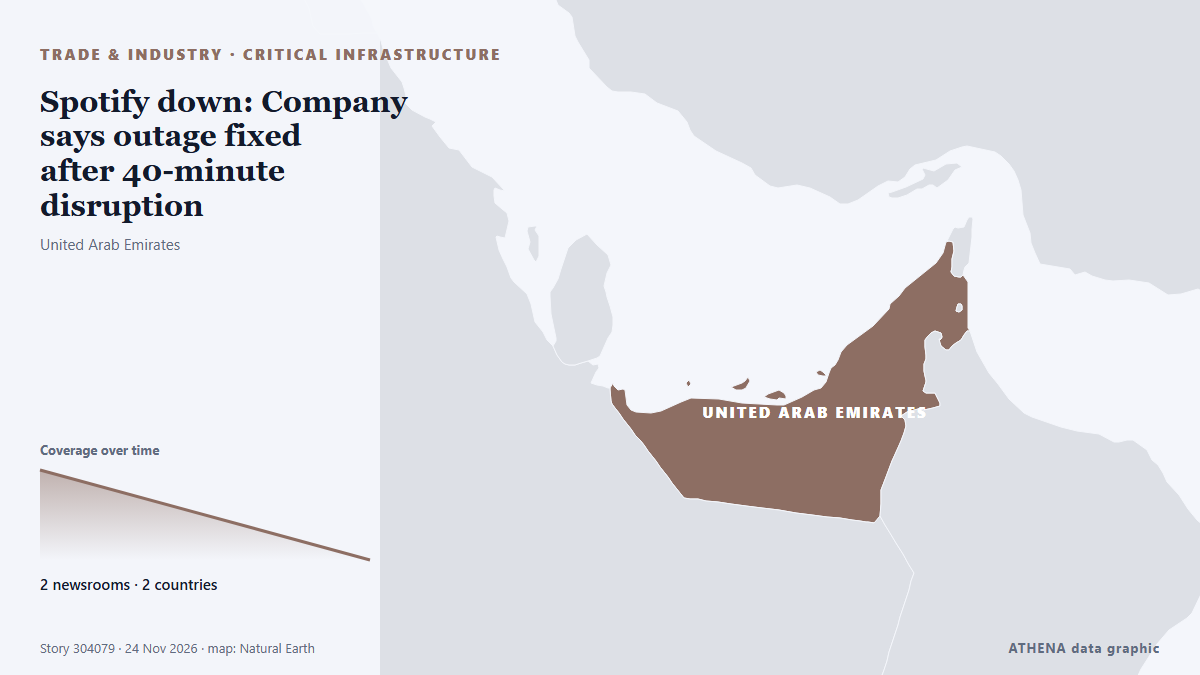 TRADE & INDUSTRY · CRITICAL INFRASTRUCTURE
Spotify down: Company
says outage fixed
after 40-minute
disruption
United Arab Emirates
UNITED ARAB EMIRATES
Coverage over time
2 newsrooms · 2 countries
Story 304079 · 24 Nov 2026 · map: Natural Earth
ATHENA data graphic